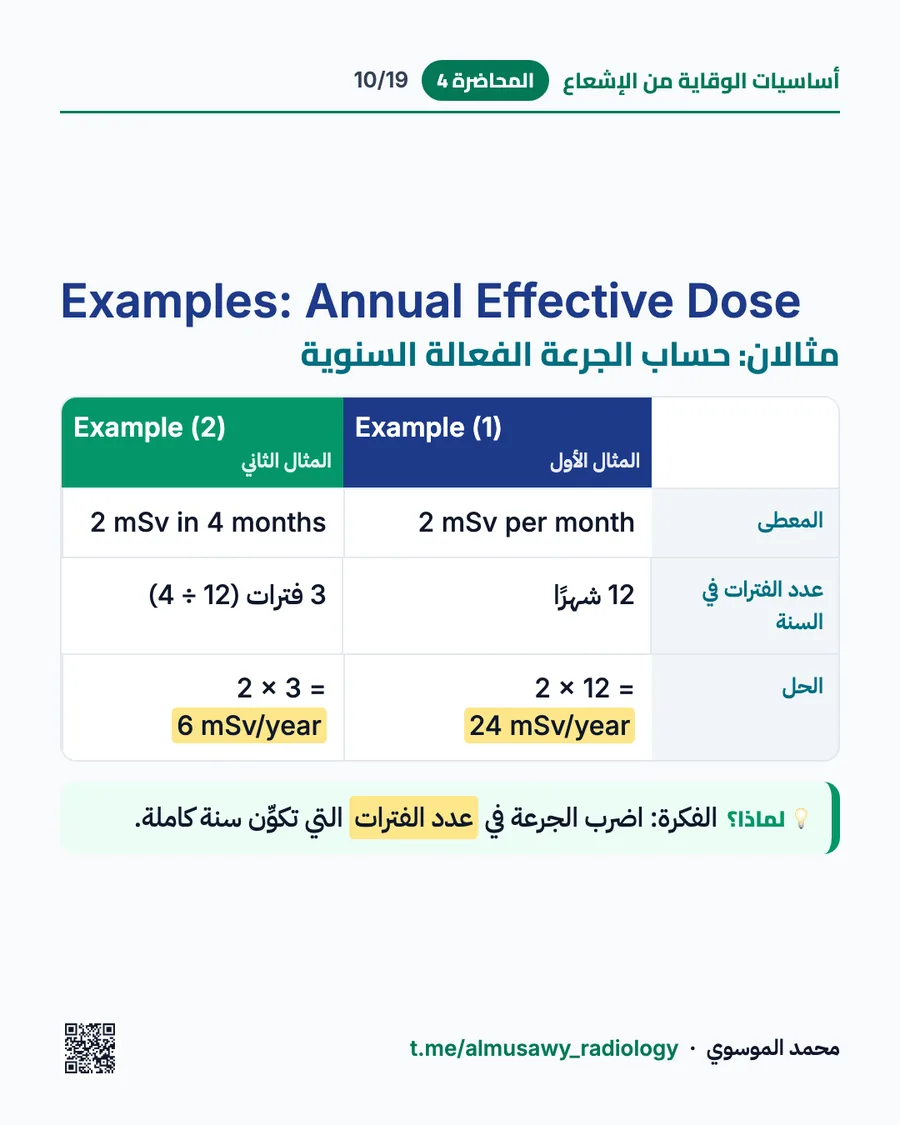 أساسيات الوقاية من الإشعاع المحاضرة 4 10/19
Examples: Annual Effective Dose
مثالان: حساب الجرعة الفعالة السنوية
Example (1)
المثال الأول
Example (2)
المثال الثاني
المعطى
2 mSv per month
2 mSv in 4 months
عدد الفترات في
السنة
12 شهرًا
3 فترات (12 ÷ 4)
الحل
2 × 12 =
24 mSv/year
2 × 3 =
6 mSv/year
💡 لماذا؟ الفكرة: اضرب الجرعة في عدد الفترات التي تكوِّن سنة كاملة.
محمد الموسوي · t.me/almusawy_radiology